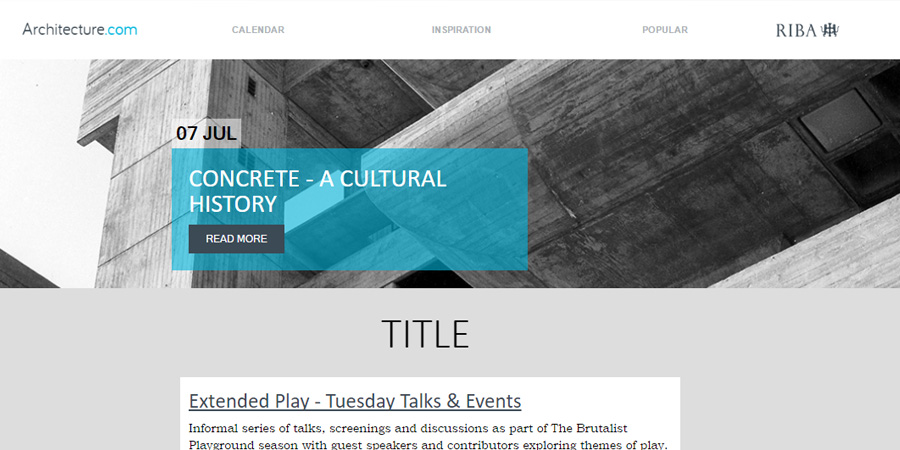 Architecture.com
CALENDAR
INSPIRATION
POPULAR
RIBA
07 JUL
CONCRETE - A CULTURAL
HISTORY
READ MORE
TITLE
Extended Play - Tuesday Talks & Events
Informal series of talks, screenings and discussions as part of The Brutalist
Playground season with guest speakers and contributors exploring themes of play,